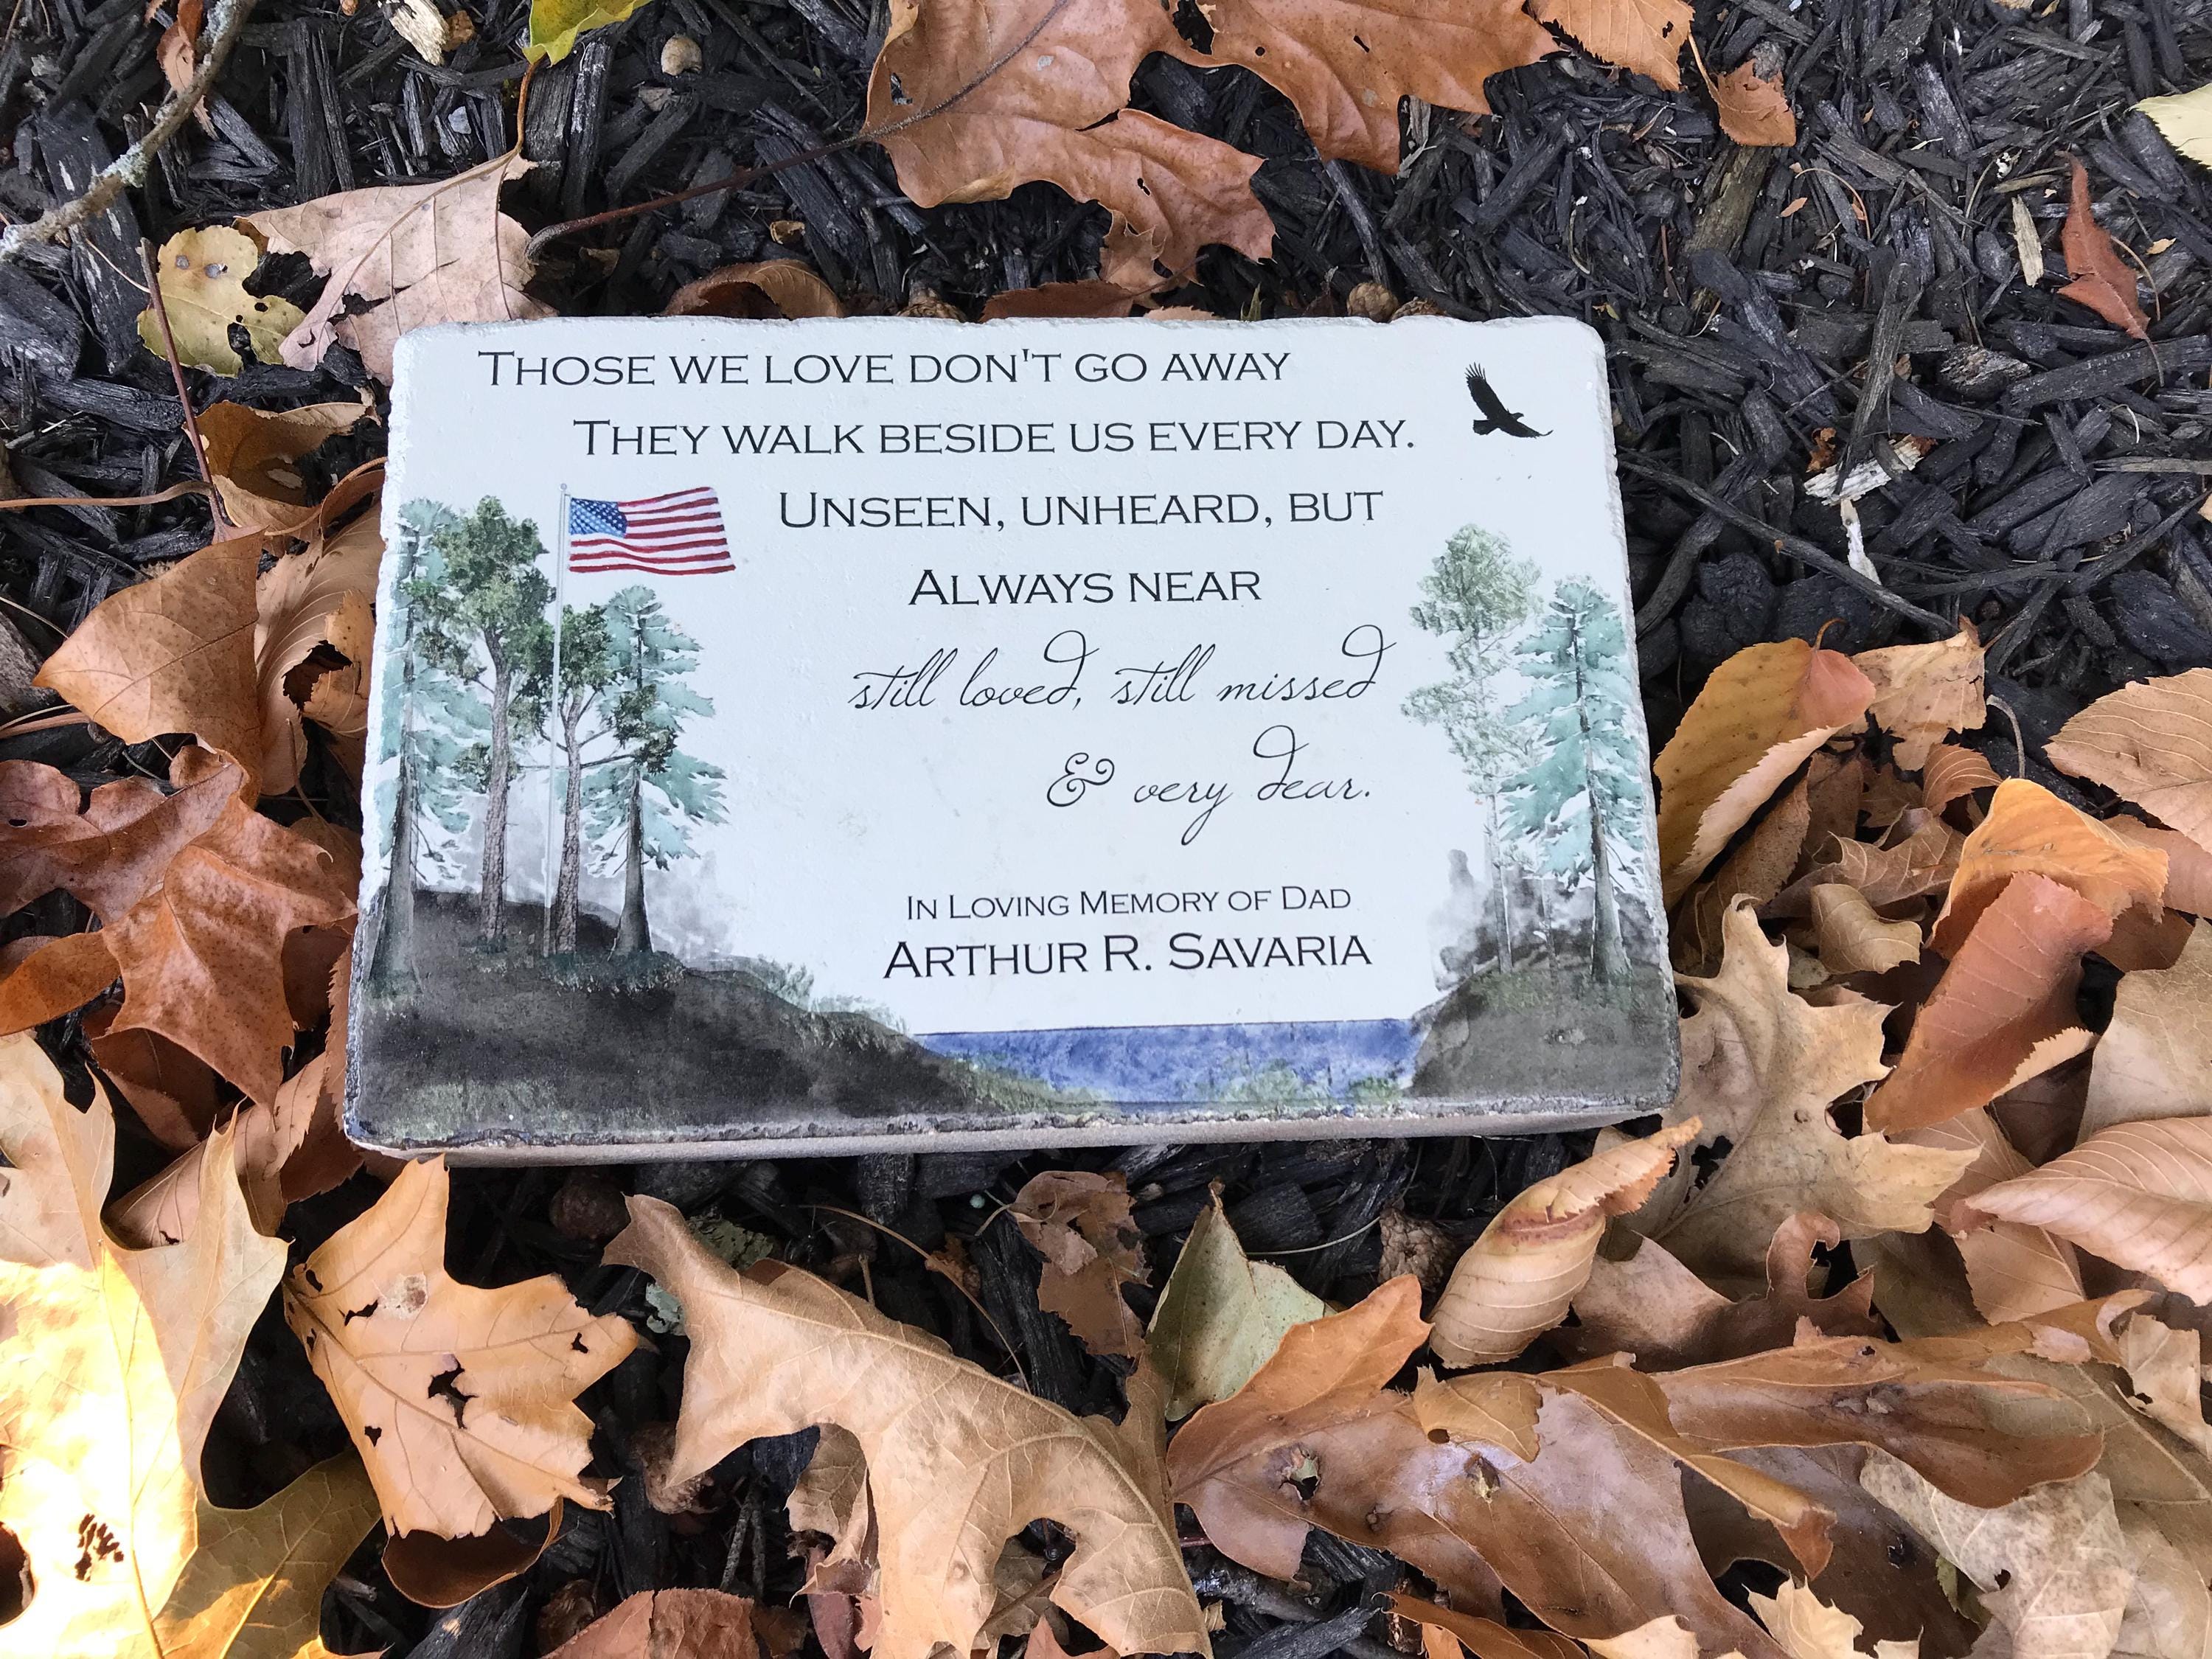 THOSE WE LOVE DON'T GO AWAY
THEY WALK BESIDE US EVERY DAY.
UNSEEN, UNHEARD, BUT
ALWAYS NEAR
still loved, still missed
& very dear.
IN LOVING MEMORY OF DAD
ARTHUR R. SAVARIA